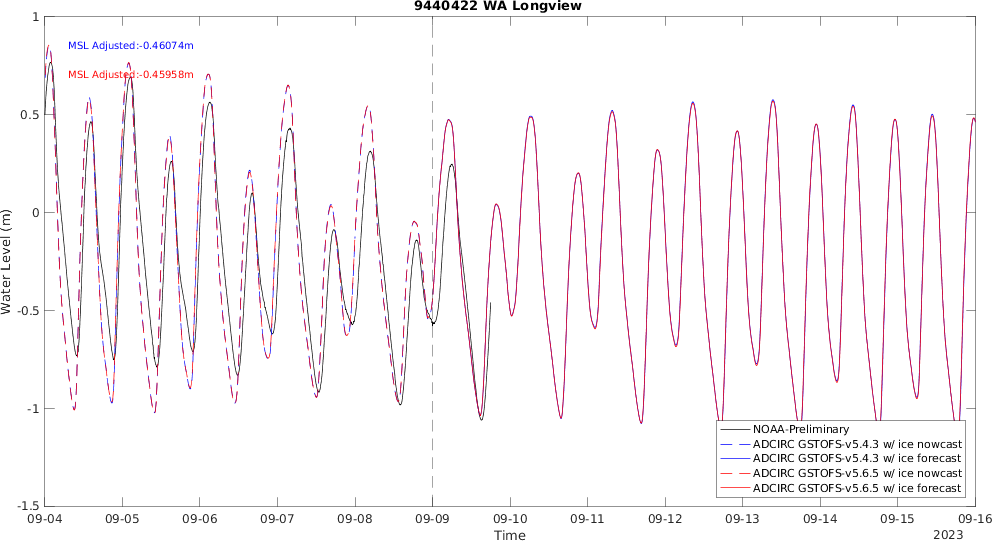 9440422 WA Longview
MSL Adjusted:-0.46074m
MSL Adjusted:-0.45958m
Water Level (m)
1
0.5
0
-0.5
-1
-1.5
NOAA-Preliminary
ADCIRC GSTOFS-v5.4.3 w/ ice nowcast
ADCIRC GSTOFS-v5.4.3 w/ ice forecast
ADCIRC GSTOFS-v5.6.5 w/ ice nowcast
ADCIRC GSTOFS-v5.6.5 w/ ice forecast
09-04 09-05 09-06 09-07 09-08 09-09 09-10 09-11 09-12 09-13 09-14 09-15 09-16
Time
2023